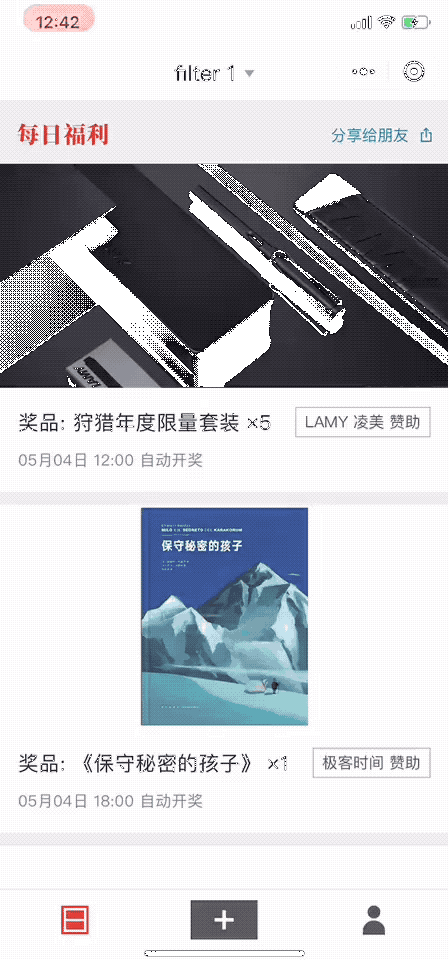 12:42
filter 1
每日福利
分享给朋友
奖品: 狩猎年度限量套装 ×5
LAMY 凌美 赞助
05月04日 12:00 自动开奖
保守秘密的孩子
奖品: 《保守秘密的孩子》 ×1
极客时间 赞助
05月04日 18:00 自动开奖